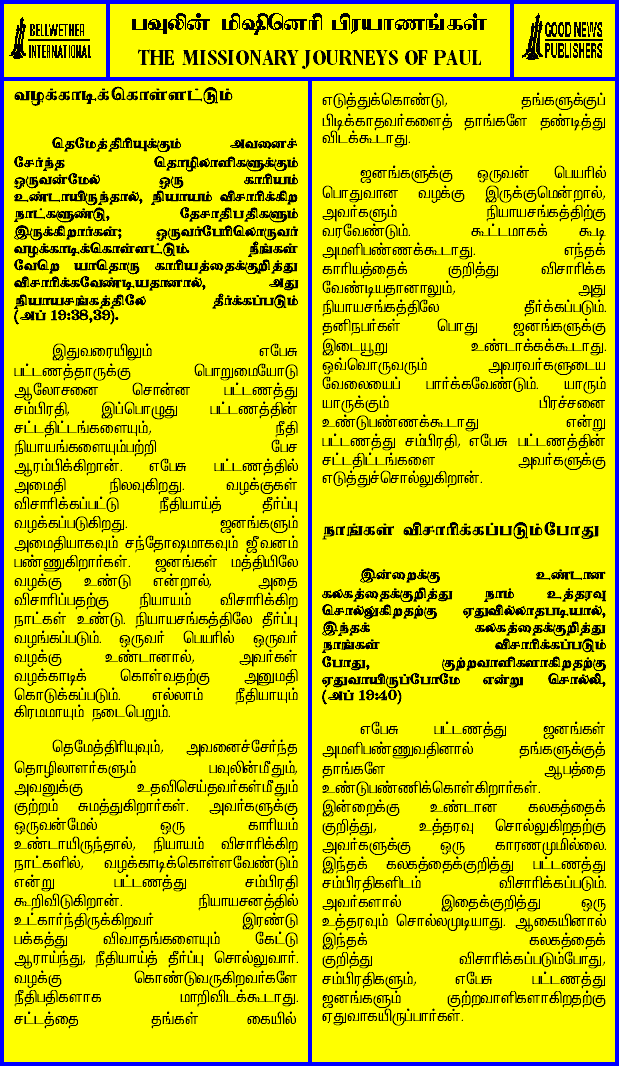 BELLWETHER
INTERNATIONAL
பவுலின் மிஷினெரி பிரயாணங்கள்
THE MISSIONARY JOURNEYS OF PAUL
GOOD NEWS
PUBLISHERS
வழக்காடிக்கொள்ளட்டும்
தெமேத்திரியுக்கும் அவனைச்
சேர்ந்த தொழிலாளிகளுக்கும்
ஒருவன்மேல் ஒரு காரியம்
உண்டாயிருந்தால், நியாயம் விசாரிக்கிற
நாட்களுண்டு, தேசாதிபதிகளும்
இருக்கிறார்கள்; ஒருவர்பேரிலொருவர்
வழக்காடிக்கொள்ளட்டும். நீங்கள்
வேறெ யாதொரு காரியத்தைக்குறித்து
விசாரிக்கவேண்டியதானால், அது
நியாயசங்கத்திலே தீர்க்கப்படும்
(அப் 19:38,39).
இதுவரையிலும் எபேசு
பட்டணத்தாருக்கு பொறுமையோடு
ஆலோசனை சொன்ன பட்டணத்து
சம்பிரதி, இப்பொழுது பட்டணத்தின்
சட்டதிட்டங்களையும், நீதி
நியாயங்களையும்பற்றி பேச
ஆரம்பிக்கிறான். எபேசு பட்டணத்தில்
அமைதி நிலவுகிறது. வழக்குகள்
விசாரிக்கப்பட்டு நீதியாய்த் தீர்ப்பு
வழக்கப்படுகிறது. ஜனங்களும்
அமைதியாகவும் சந்தோஷமாகவும் ஜீவனம்
பண்ணுகிறார்கள். ஜனங்கள் மத்தியிலே
வழக்கு உண்டு என்றால், அதை
விசாரிப்பதற்கு நியாயம் விசாரிக்கிற
நாட்கள் உண்டு. நியாயசங்கத்திலே தீர்ப்பு
வழங்கப்படும். ஒருவர் பெயரில் ஒருவர்
வழக்கு உண்டானால், அவர்கள்
வழக்காடிக் கொள்வதற்கு அனுமதி
கொடுக்கப்படும். எல்லாம் நீதியாயும்
கிரமமாயும் நடைபெறும்.
தெமேத்திரியுவும், அவனைச்சேர்ந்த
தொழிலாளர்களும் பவுலின்மீதும்,
அவனுக்கு உதவிசெய்தவர்கள்மீதும்
குற்றம் சுமத்துகிறார்கள். அவர்களுக்கு
ஒருவன்மேல் ஒரு காரியம்
உண்டாயிருந்தால், நியாயம் விசாரிக்கிற
நாட்களில், வழக்காடிக்கொள்ளவேண்டும்
என்று பட்டணத்து சம்பிரதி
கூறிவிடுகிறான். நியாயசனத்தில்
உட்கார்ந்திருக்கிறவர் இரண்டு
பக்கத்து விவாதங்களையும் கேட்டு
ஆராய்ந்து, நீதியாய்த் தீர்ப்பு சொல்லுவார்.
வழக்கு கொண்டுவருகிறவர்களே
நீதிபதிகளாக மாறிவிடக்கூடாது.
சட்டத்தை தங்கள் கையில்
எடுத்துக்கொண்டு, தங்களுக்குப்
பிடிக்காதவர்களைத் தாங்களே தண்டித்து
விடக்கூடாது.
ஜனங்களுக்கு ஒருவன் பெயரில்
பொதுவான வழக்கு இருக்குமென்றால்,
அவர்களும் நியாயசங்கத்திற்கு
வரவேண்டும். கூட்டமாகக் கூடி
அமளிபண்ணக்கூடாது. எந்தக்
காரியத்தைக் குறித்து விசாரிக்க
வேண்டியதானாலும், அது
நியாயசங்கத்திலே தீர்க்கப்படும்.
தனிநபர்கள் பொது ஜனங்களுக்கு
இடையூறு உண்டாக்கக்கூடாது.
ஒவ்வொருவரும் அவரவர்களுடைய
வேலையைப் பார்க்கவேண்டும். யாரும்
யாருக்கும் பிரச்சனை
உண்டுபண்ணக்கூடாது என்று
பட்டணத்து சம்பிரதி, எபேசு பட்டணத்தின்
சட்டதிட்டங்களை அவர்களுக்கு
எடுத்துச்சொல்லுகிறான்.
நாங்கள் விசாரிக்கப்படும்போது
இன்றைக்கு உண்டான
கலகத்தைக்குறித்து நாம் உத்தரவு
சொல்லுகிறதற்கு ஏதுவில்லாதபடியால்,
இந்தக் கலகத்தைக்குறித்து
நாங்கள் விசாரிக்கப்படும்
போது, குற்றவாளிகளாகிறதற்கு
ஏதுவாயிருப்போமே என்று சொல்லி,
(அப் 19:40)
எபேசு பட்டணத்து ஜனங்கள்
அமளிபண்ணுவதினால் தங்களுக்குத்
தாங்களே ஆபத்தை
உண்டுபண்ணிக்கொள்கிறார்கள்.
இன்றைக்கு உண்டான கலகத்தைக்
குறித்து, உத்தரவு சொல்லுகிறதற்கு
அவர்களுக்கு ஒரு காரணமுமில்லை.
இந்தக் கலகத்தைக்குறித்து பட்டணத்து
சம்பிரதிகளிடம் விசாரிக்கப்படும்.
அவர்களால் இதைக்குறித்து ஒரு
உத்தரவும் சொல்லமுடியாது. ஆகையினால்
இந்தக் கலகத்தைக்
குறித்து விசாரிக்கப்படும்போது,
சம்பிரதிகளும், எபேசு பட்டணத்து
ஜனங்களும் குற்றவாளிகளாகிறதற்கு
ஏதுவாகயிருப்பார்கள்.